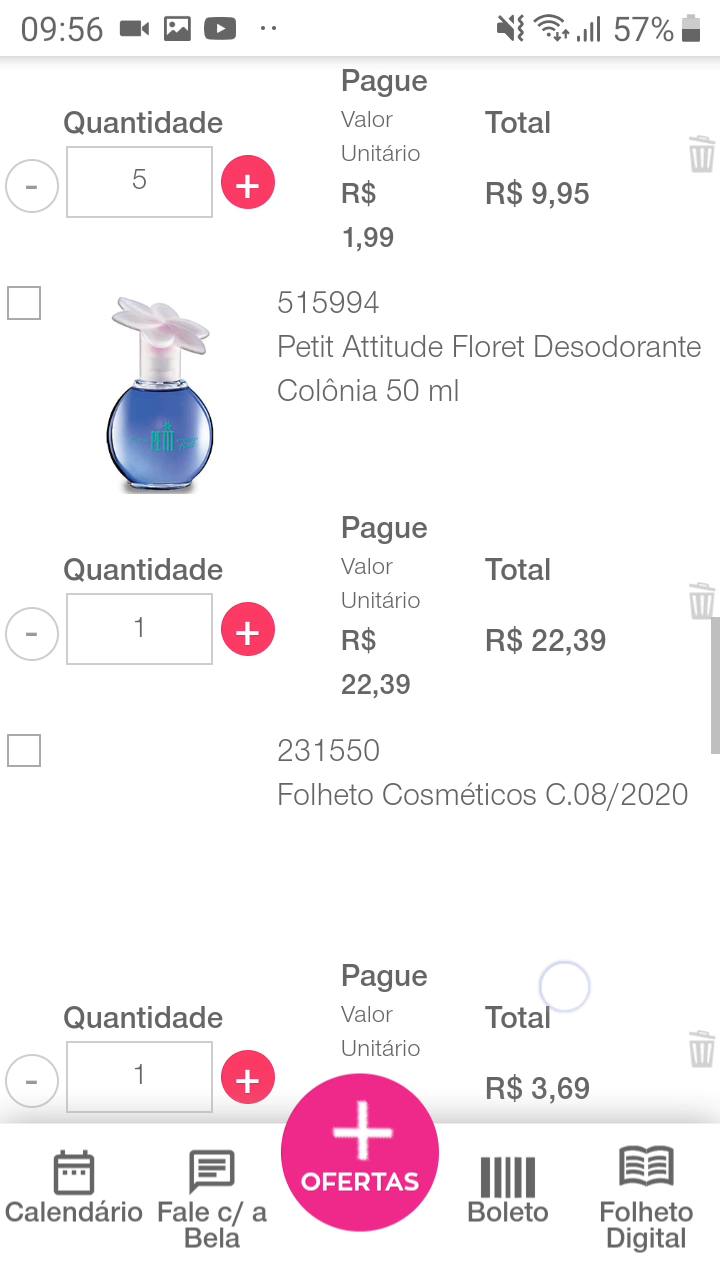 09:56 57%
Pague
Quantidade Valor Total
Unitário
- 5 + R$ R$ 9,95
1,99
515994
Petit Attitude Floret Desodorante
Colônia 50 ml
PETIT
Pague
Quantidade Valor Total
Unitário
- 1 + R$ R$ 22,39
22,39
231550
Folheto Cosméticos C.08/2020
Pague
Quantidade Valor Total
Unitário
- 1 + R$ 3,69
+
OFERTAS
Calendário Fale c/ a Boleto Folheto
Bela Digital